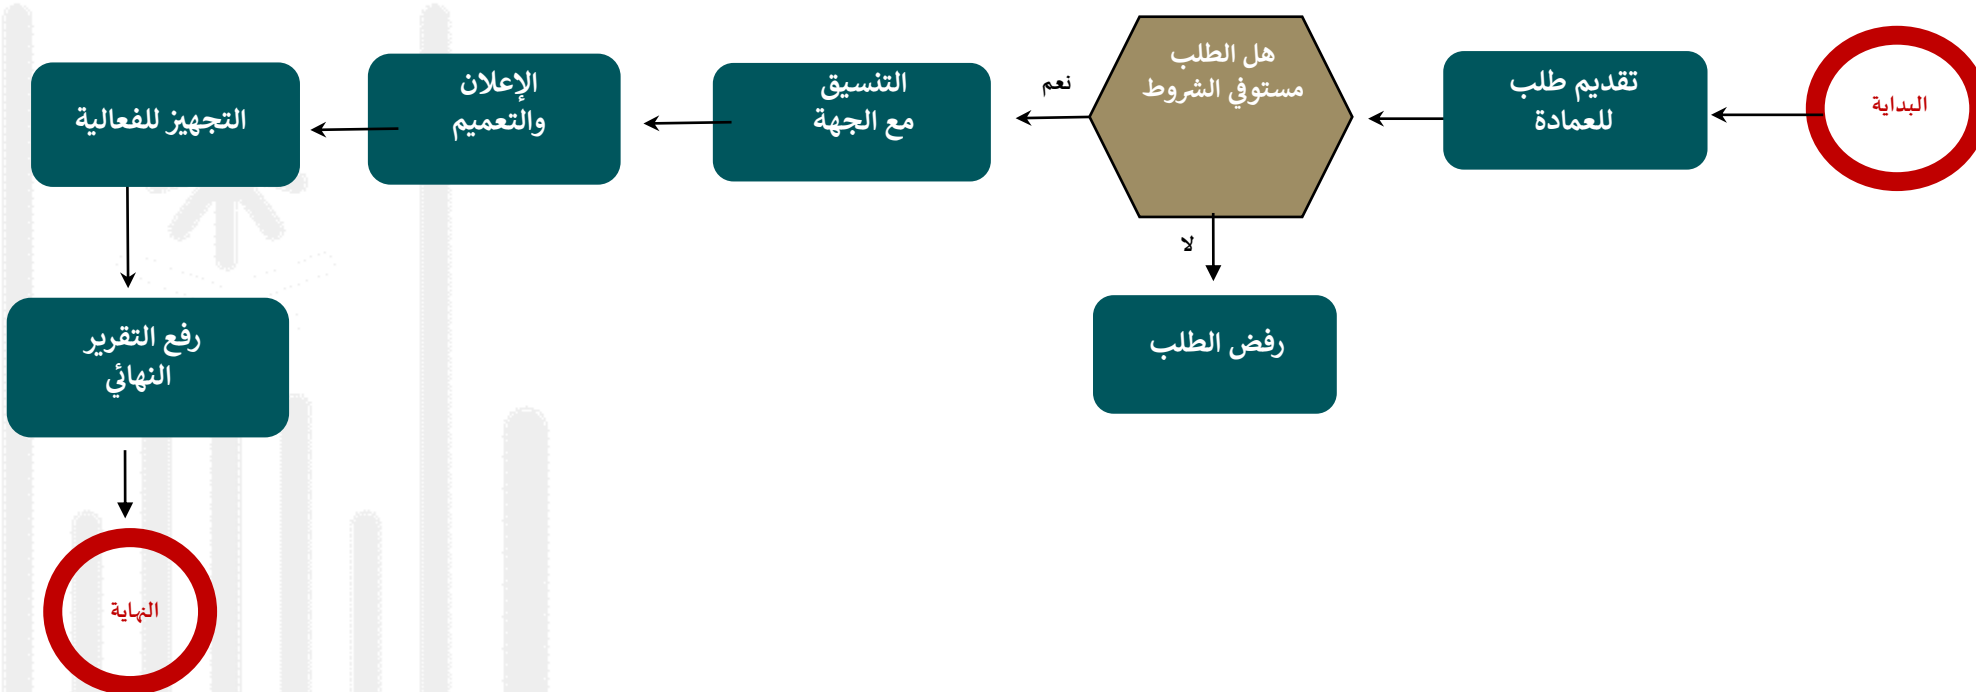 البداية
تقديم طلب
للعمادة
هل الطلب
مستوفي الشروط
نعم
لا
رفض الطلب
التنسيق
مع الجهة
الإعلان
والتعميم
التجهيز للفعالية
رفع التقرير
النهائي
النهاية